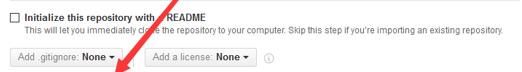 Initialize this repository with a README
This will let you immediately clone the repository to your computer. Skip this step if you're importing an existing repository.
Add .gitignore: None Add a license: None